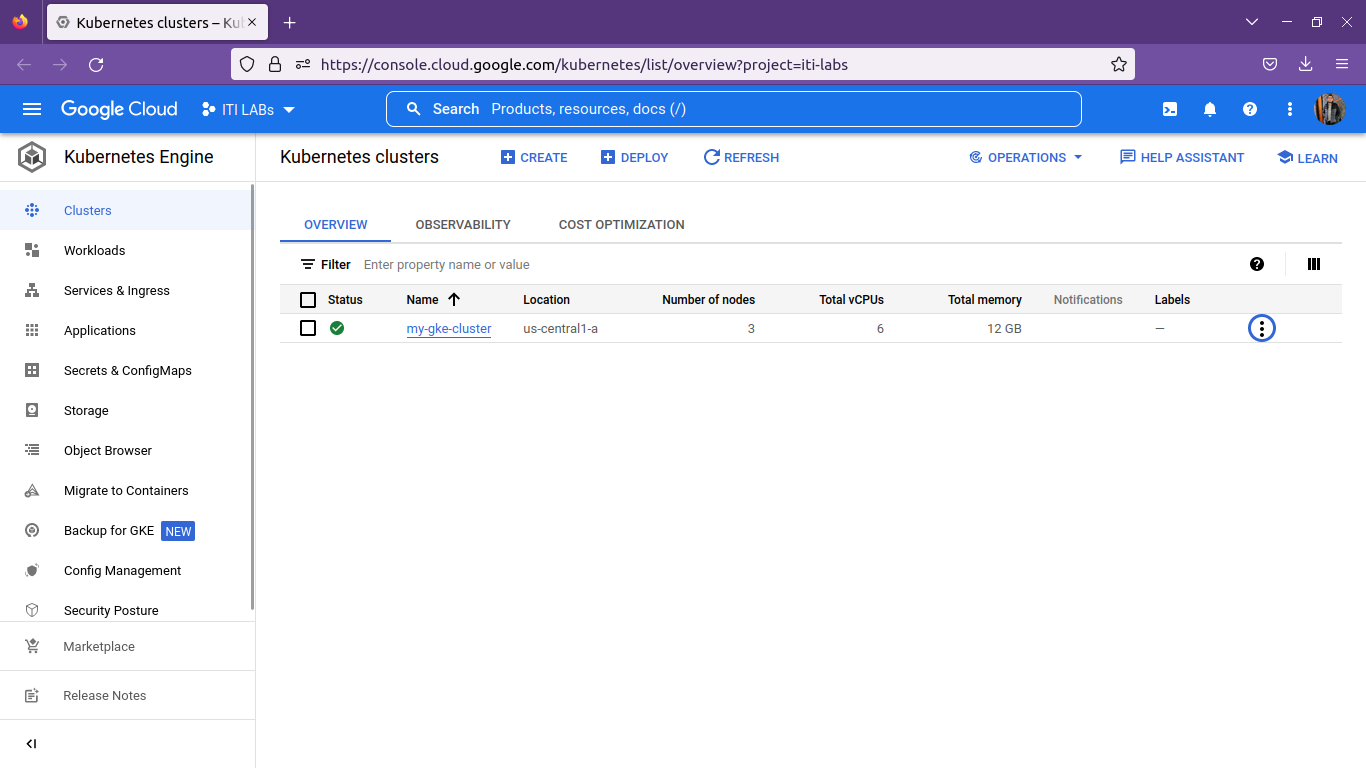 Kubernetes clusters – Ku
https://console.cloud.google.com/kubernetes/list/overview?project=iti-labs
Google Cloud ITI LABs Search Products, resources, docs (/)
Kubernetes Engine
Kubernetes clusters CREATE DEPLOY REFRESH OPERATIONS HELP ASSISTANT LEARN
Clusters
Workloads
Services & Ingress
Applications
Secrets & ConfigMaps
Storage
Object Browser
Migrate to Containers
Backup for GKE NEW
Config Management
Security Posture
Marketplace
Release Notes
OVERVIEW OBSERVABILITY COST OPTIMIZATION
Filter Enter property name or value
Status Name Location Number of nodes Total vCPUs Total memory Notifications Labels
my-gke-cluster us-central1-a 3 6 12 GB —